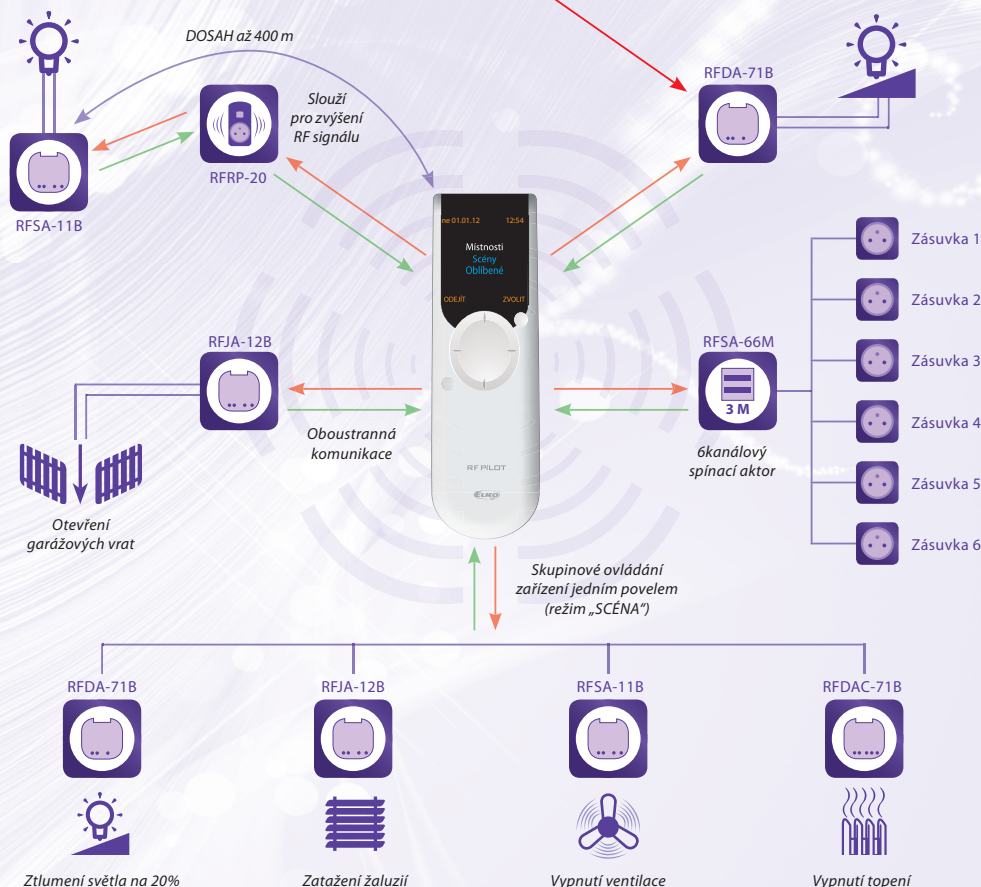 DOSAH až 400 m
RFSA-11B
Slouží
pro zvýšení
RF signálu
RFRP-20
RFDA-71B
ne 01.01.12 12:54
Místnosti
Scény
Oblíbené
ODEJÍT ZVOLIT
RF PILOT
ELKO
RFJA-12B
Oboustranná
komunikace
Otevření
garážových vrat
RFSA-66M
3 M
6kanálový
spínací aktor
Zásuvka 1
Zásuvka 2
Zásuvka 3
Zásuvka 4
Zásuvka 5
Zásuvka 6
Skupinové ovládání
zařízení jedním povelem
(režim „SCÉNA“)
RFDA-71B
RFJA-12B
RFSA-11B
RFDAC-71B
Ztlumení světla na 20%
Zatažení žaluzií
Vypnutí ventilace
Vypnutí topení